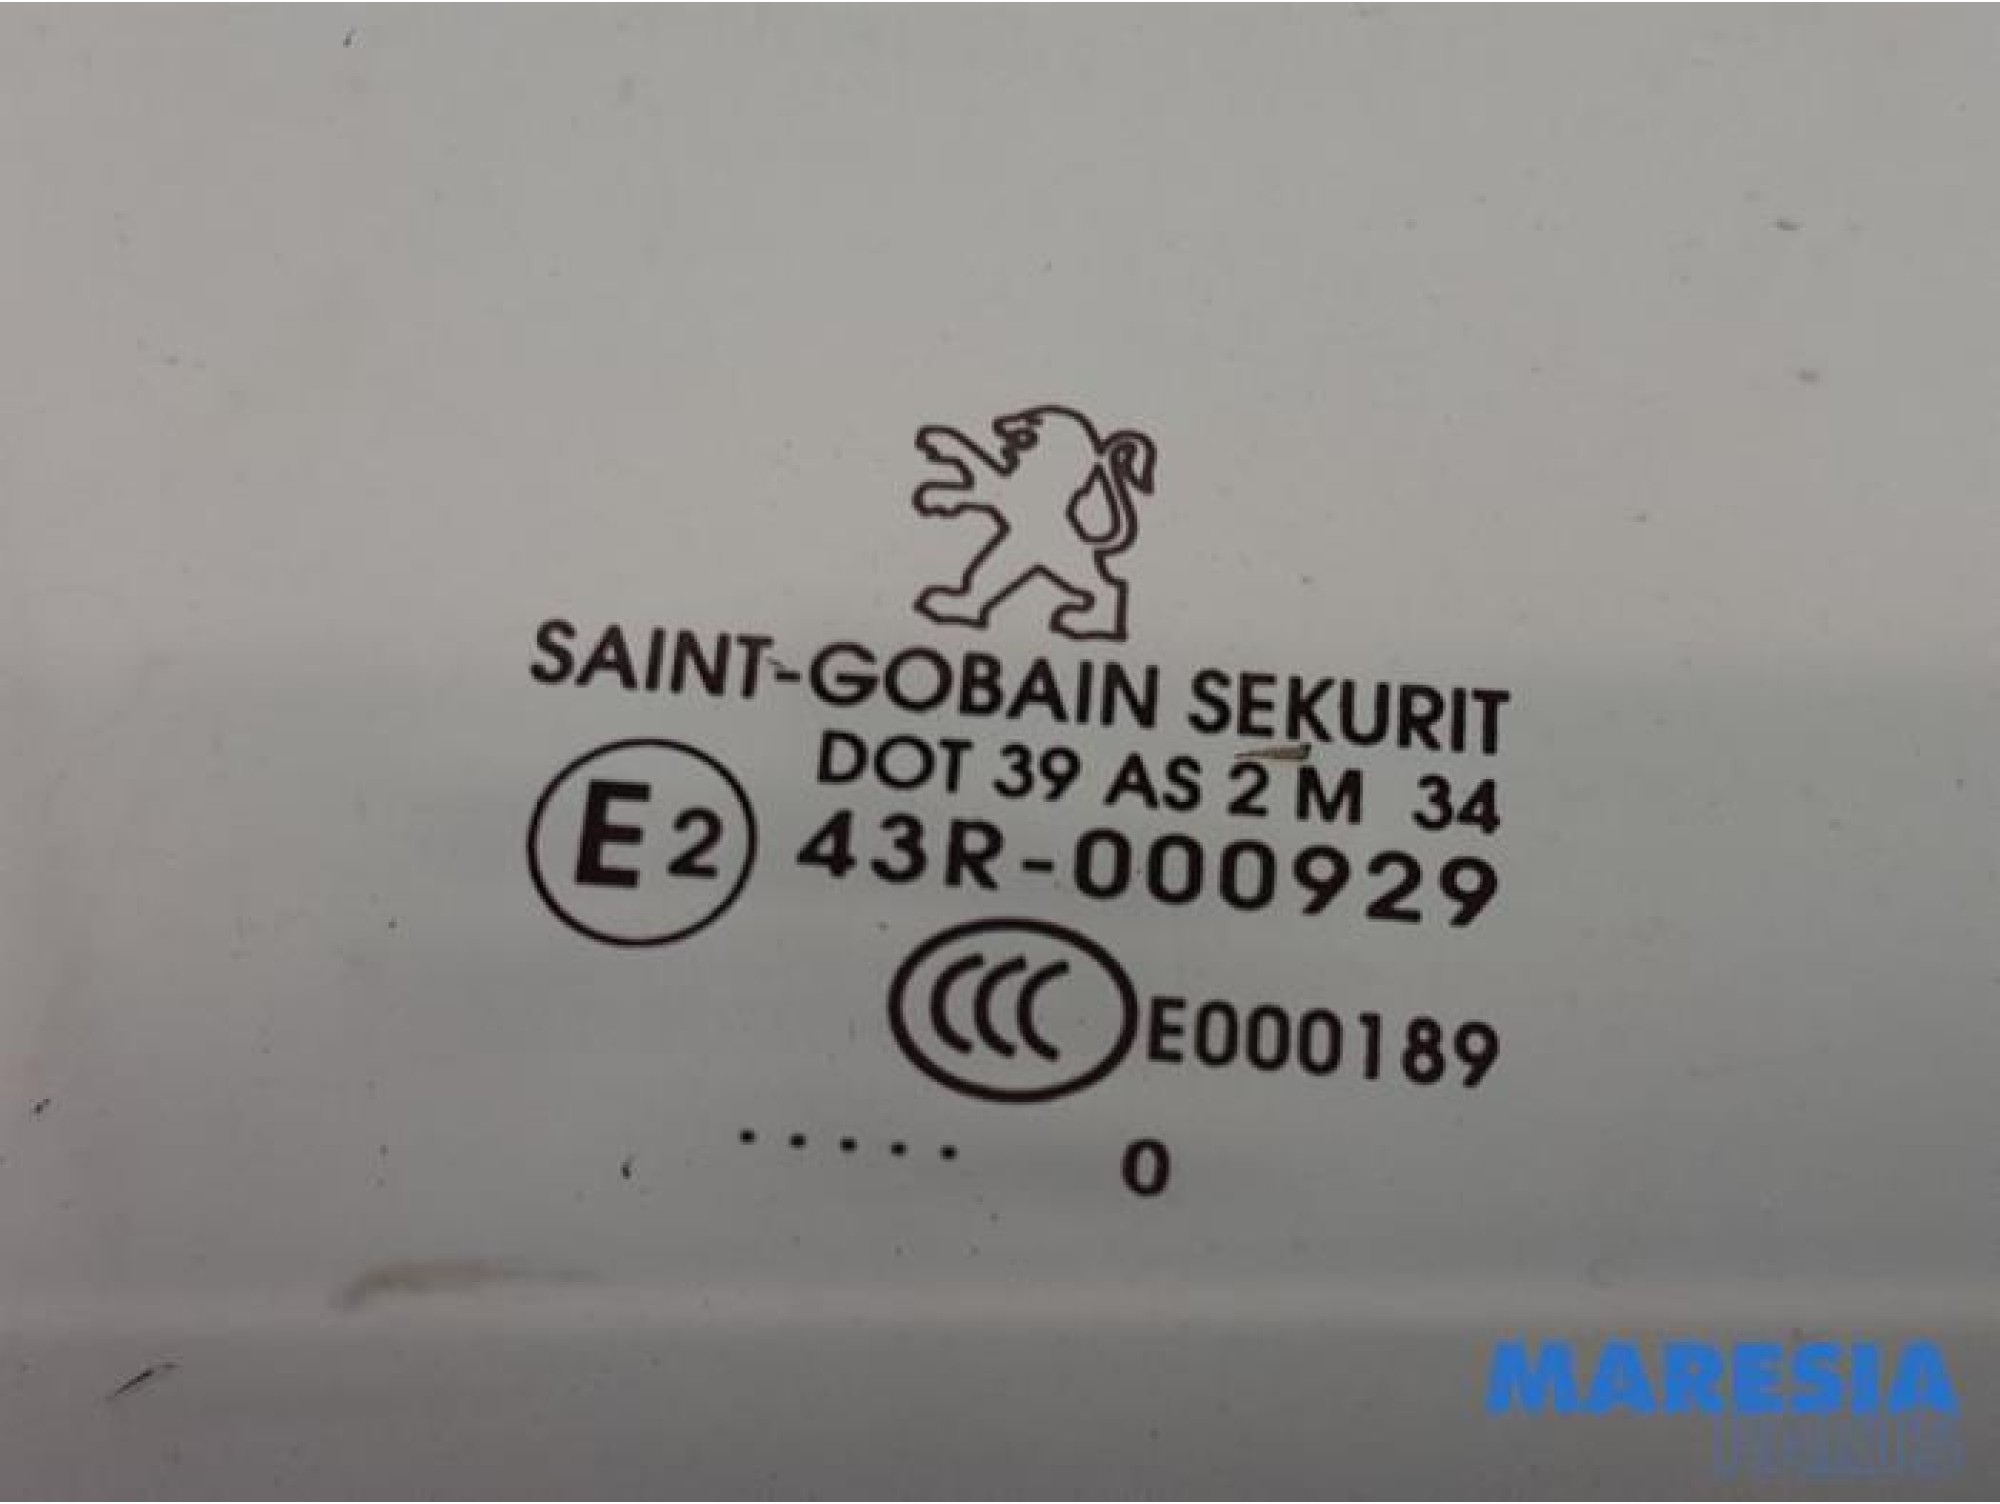 SAINT-GOBAIN SEKURIT
DOT 39 AS 2 M 34
E2 43R-000929
CCC E000189
..... 0
MARESIA